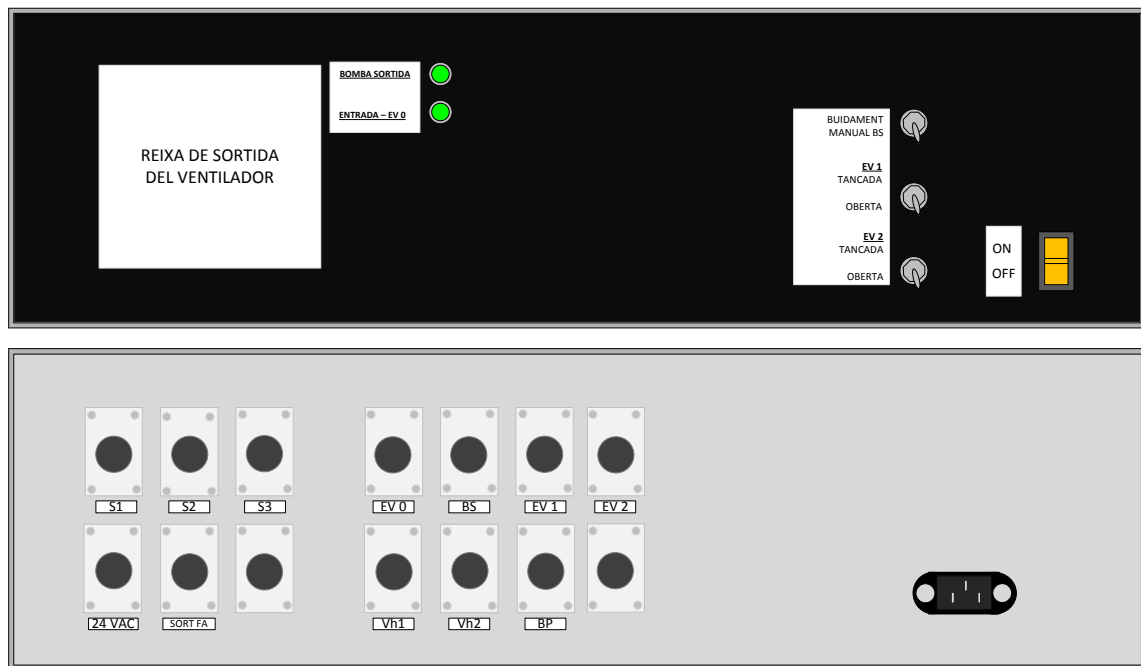 BOMBA SORTIDA
ENTRADA – EV 0
REIXA DE SORTIDA
DEL VENTILADOR
BUIDAMENT
MANUAL BS
EV 1
TANCADA
OBERTA
EV 2
TANCADA
OBERTA
ON
OFF
S1 S2 S3 EV 0 BS EV 1 EV 2
24 VAC SORT FA Vh1 Vh2 BP